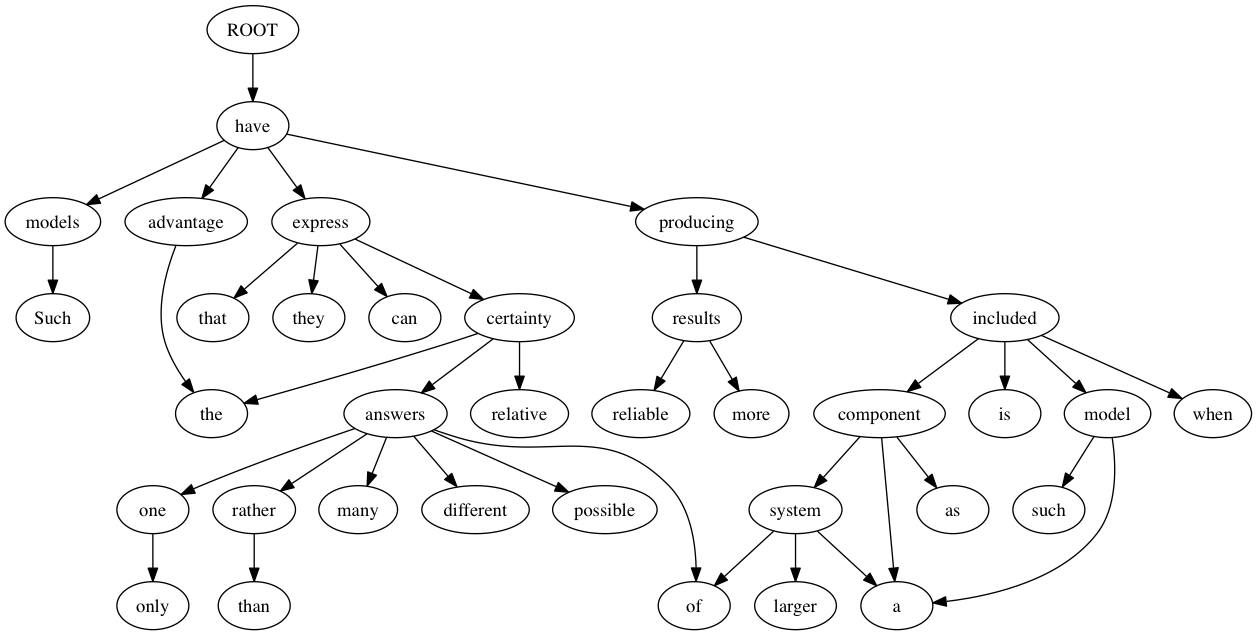 ROOT
have
models advantage express producing
Such that they can certainty results included
the answers relative reliable more component is model when
one rather many different possible system as such
only than of larger a